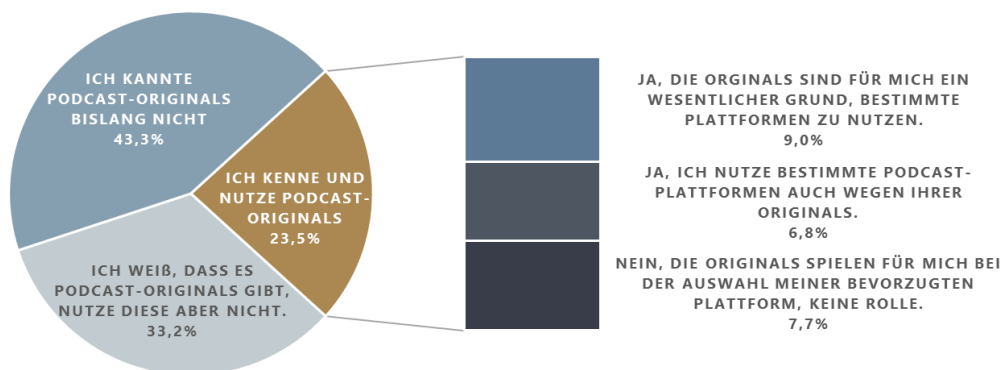 ICH KANNTE
PODCAST-ORIGINALS
BISLANG NICHT
43,3%
ICH KENNE UND
NUTZE PODCAST-
ORIGINALS
23,5%
ICH WEIß, DASS ES
PODCAST-ORIGINALS GIBT,
NUTZE DIESE ABER NICHT.
33,2%
JA, DIE ORGINALS SIND FÜR MICH EIN
WESENTLICHER GRUND, BESTIMMTE
PLATTFORMEN ZU NUTZEN.
9,0%
JA, ICH NUTZE BESTIMMTE PODCAST-
PLATTFORMEN AUCH WEGEN IHRER
ORIGINALS.
6,8%
NEIN, DIE ORIGINALS SPIELEN FÜR MICH BEI
DER AUSWAHL MEINER BEVORZUGTEN
PLATTFORM, KEINE ROLLE.
7,7%